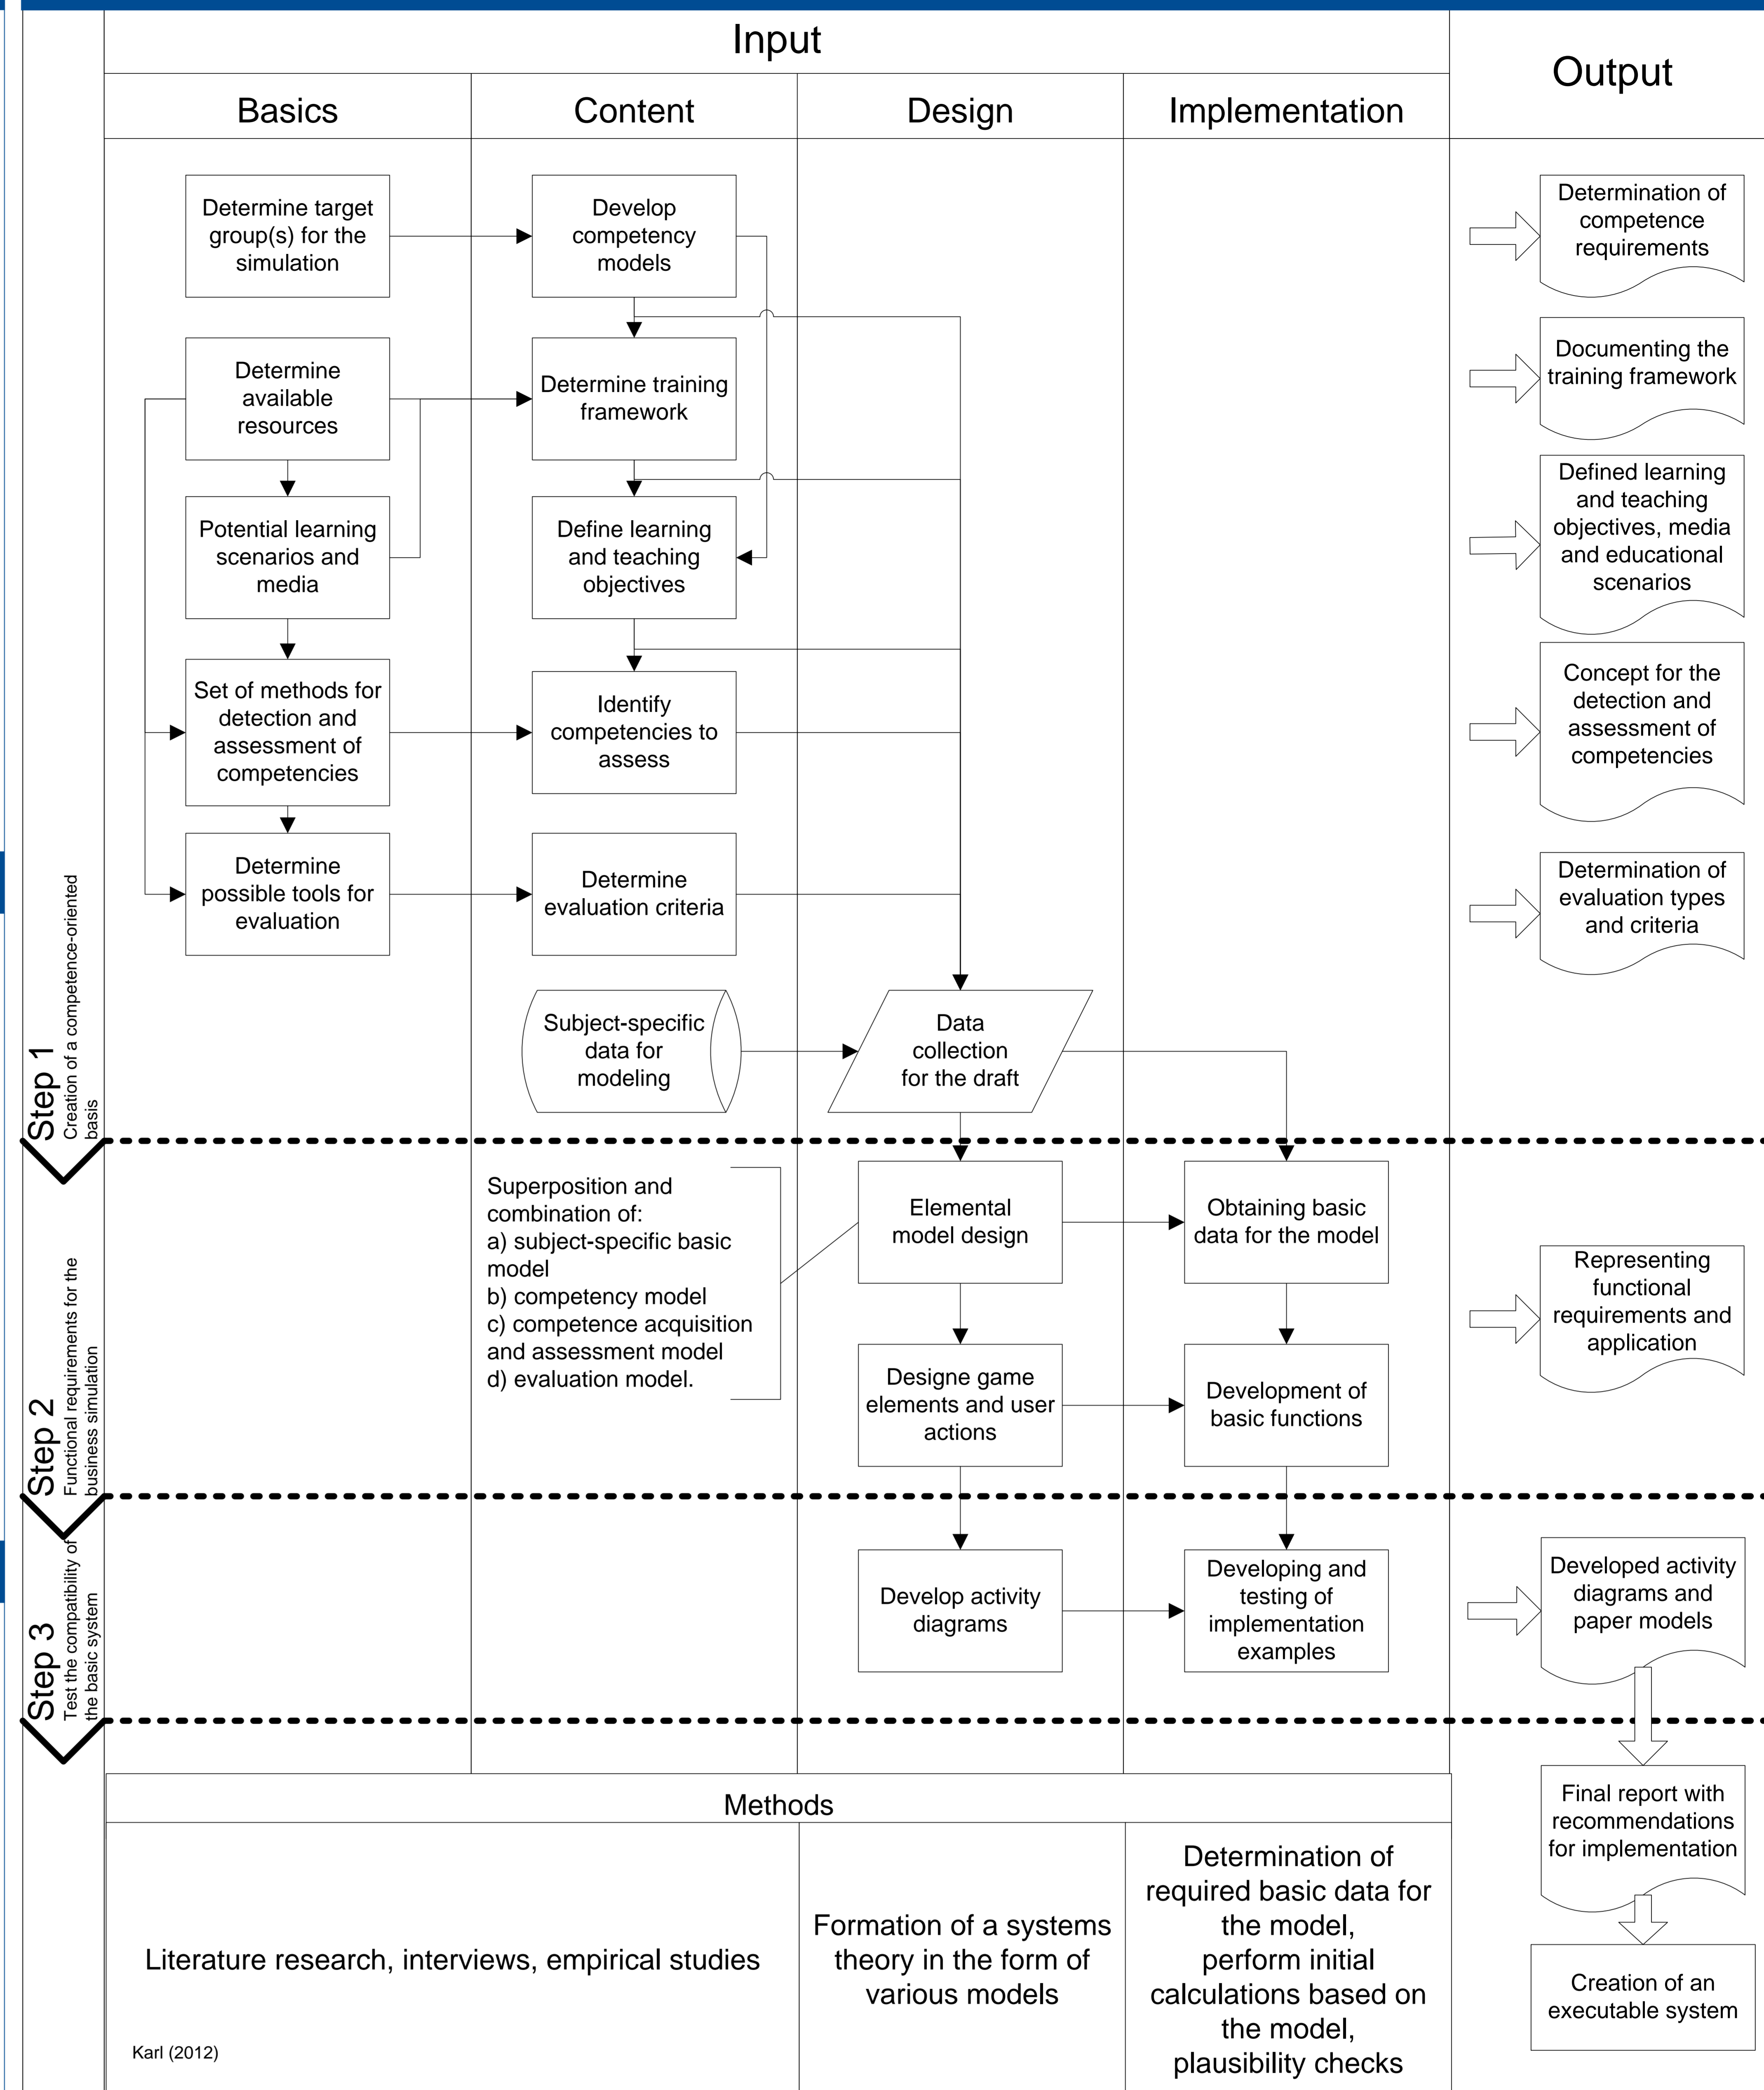 Input
Output
Basics
Content
Design
Implementation
Determine target
group(s) for the
simulation
Develop
competency
models
Determination of
competence
requirements
Determine
available
resources
Determine training
framework
Documenting the
training framework
Potential learning
scenarios and
media
Define learning
and teaching
objectives
Defined learning
and teaching
objectives, media
and educational
scenarios
Set of methods for
detection and
assessment of
competencies
Identify
competencies to
assess
Concept for the
detection and
assessment of
competencies
Determine
possible tools for
evaluation
Determine
evaluation criteria
Determination of
evaluation types
and criteria
Subject-specific
data for
modeling
Data
collection
for the draft
Step 1
Creation of a competence-oriented
basis
Superposition and
combination of:
a) subject-specific basic
model
b) competency model
c) competence acquisition
and assessment model
d) evaluation model.
Elemental
model design
Obtaining basic
data for the model
Representing
functional
requirements and
application
Designe game
elements and user
actions
Development of
basic functions
Step 2
Functional requirements for the
business simulation
Develop activity
diagrams
Developing and
testing of
implementation
examples
Developed activity
diagrams and
paper models
Step 3
Test the compatibility of
the basic system
Methods
Literature research, interviews, empirical studies
Formation of a systems
theory in the form of
various models
Determination of
required basic data for
the model,
perform initial
calculations based on
the model,
plausibility checks
Final report with
recommendations
for implementation
Creation of an
executable system
Karl (2012)